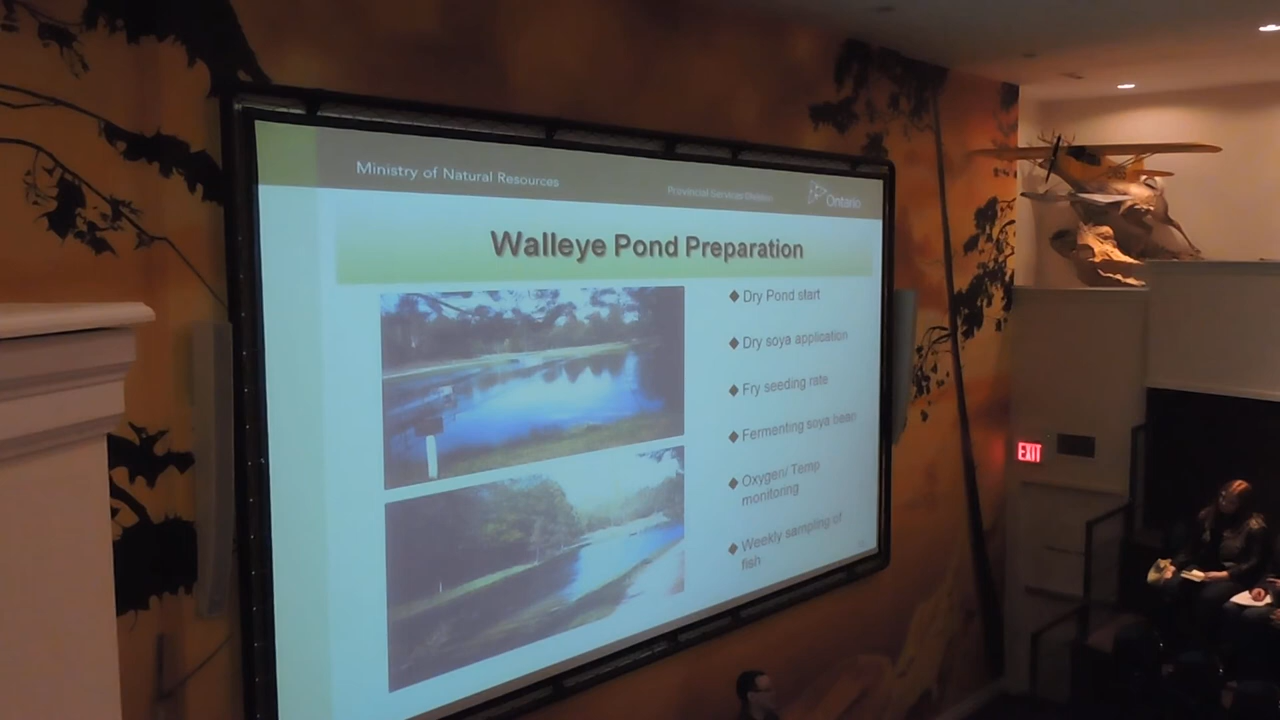 Ministry of Natural Resources
Provincial Services Division
Ontario
Walleye Pond Preparation
Dry Pond start
Dry soya application
Fry seeding rate
Fermenting soya bean
Oxygen/ Temp
monitoring
Weekly sampling of
fish
EXIT